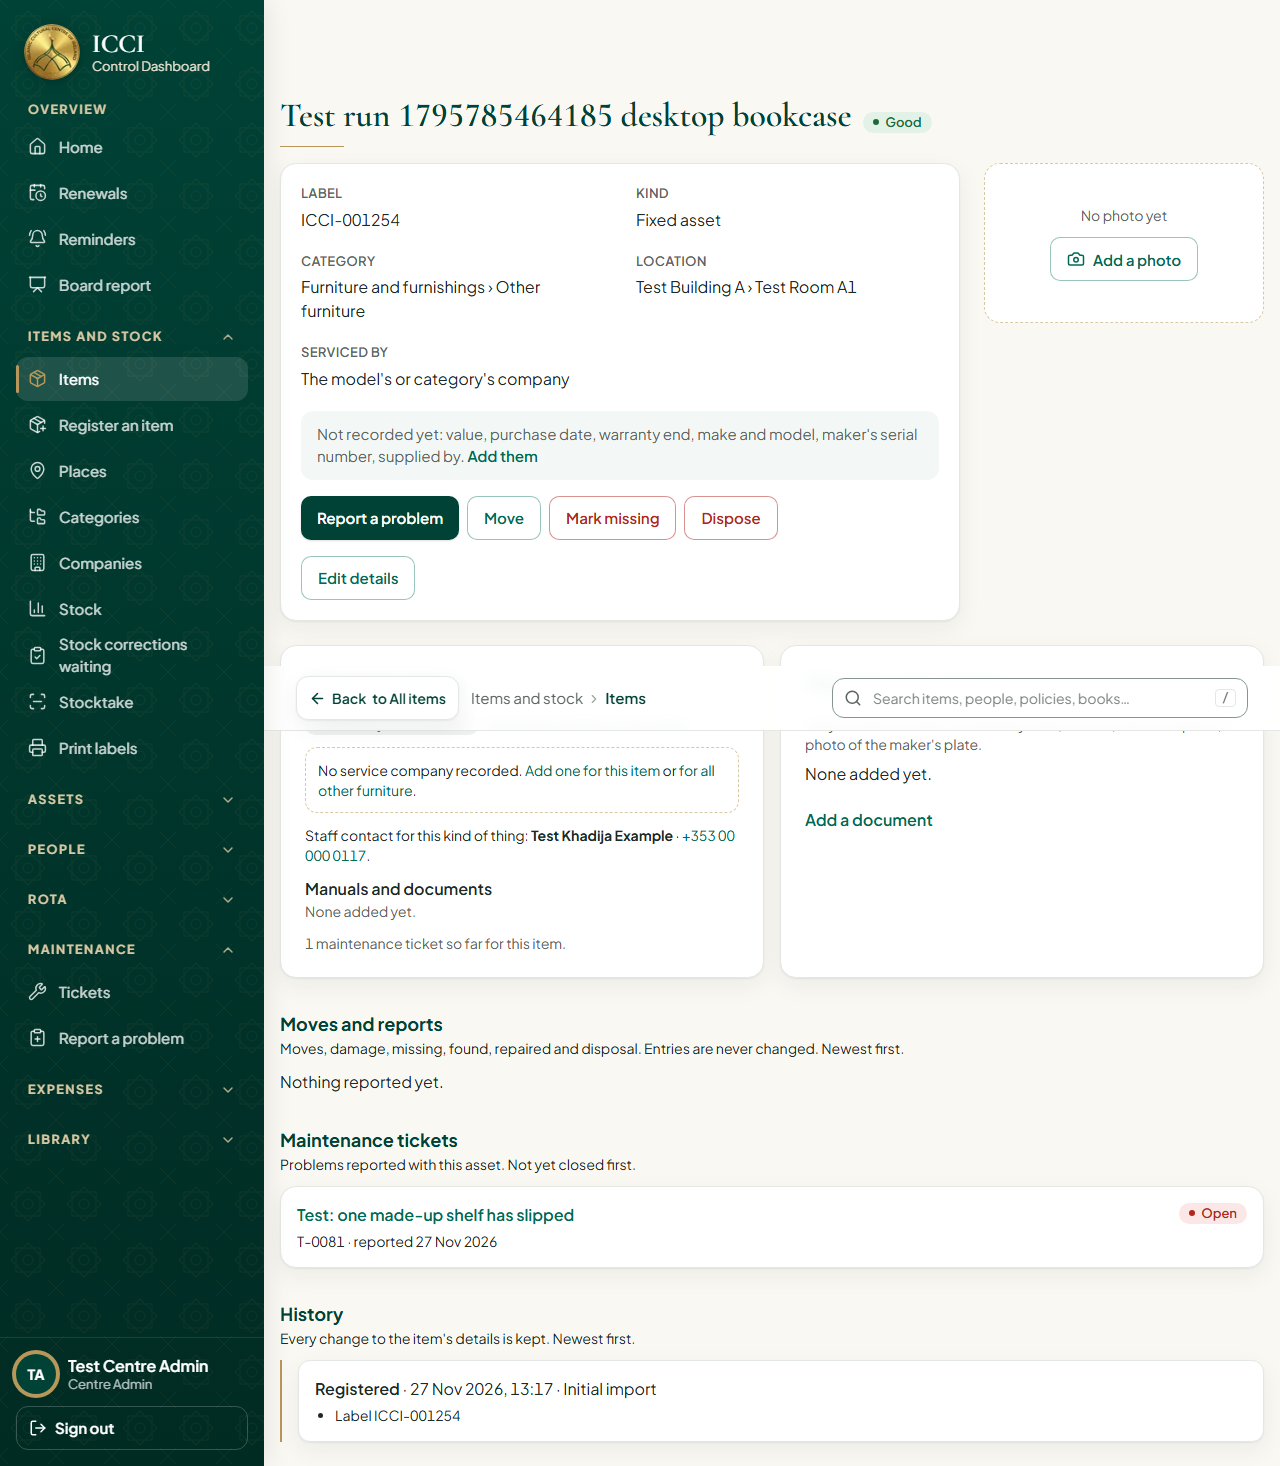 ICCI
Control Dashboard
OVERVIEW
Home
Renewals
Reminders
Board report
ITEMS AND STOCK
Items
Register an item
Places
Categories
Companies
Stock
Stock corrections
waiting
Stocktake
Print labels
ASSETS
PEOPLE
ROTA
MAINTENANCE
Tickets
Report a problem
EXPENSES
LIBRARY
TA
Test Centre Admin
Centre Admin
Sign out
Test run 1795785464185 desktop bookcase
Good
LABEL
ICCI-001254
KIND
Fixed asset
CATEGORY
Furniture and furnishings › Other
furniture
LOCATION
Test Building A › Test Room A1
SERVICED BY
The model's or category's company
Not recorded yet: value, purchase date, warranty end, make and model, maker's serial
number, supplied by. Add them
Report a problem
Move
Mark missing
Dispose
Edit details
No photo yet
Add a photo
Back to All items
Items and stock › Items
Search items, people, policies, books…
/
No service company recorded. Add one for this item or for all
other furniture.
Staff contact for this kind of thing: Test Khadija Example · +353 00
000 0117.
Manuals and documents
None added yet.
1 maintenance ticket so far for this item.
photo of the maker's plate.
None added yet.
Add a document
Moves and reports
Moves, damage, missing, found, repaired and disposal. Entries are never changed. Newest first.
Nothing reported yet.
Maintenance tickets
Problems reported with this asset. Not yet closed first.
Test: one made-up shelf has slipped
Open
T-0081 · reported 27 Nov 2026
History
Every change to the item's details is kept. Newest first.
Registered · 27 Nov 2026, 13:17 · Initial import
• Label ICCI-001254